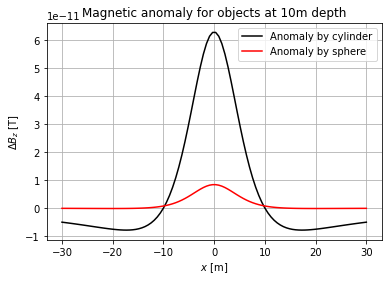 Magnetic anomaly for objects at 10m depth
1e−11
Anomaly by cylinder
Anomaly by sphere
6
5
4
3
2
1
0
−1
ΔB_z [T]
−30 −20 −10 0 10 20 30
x [m]